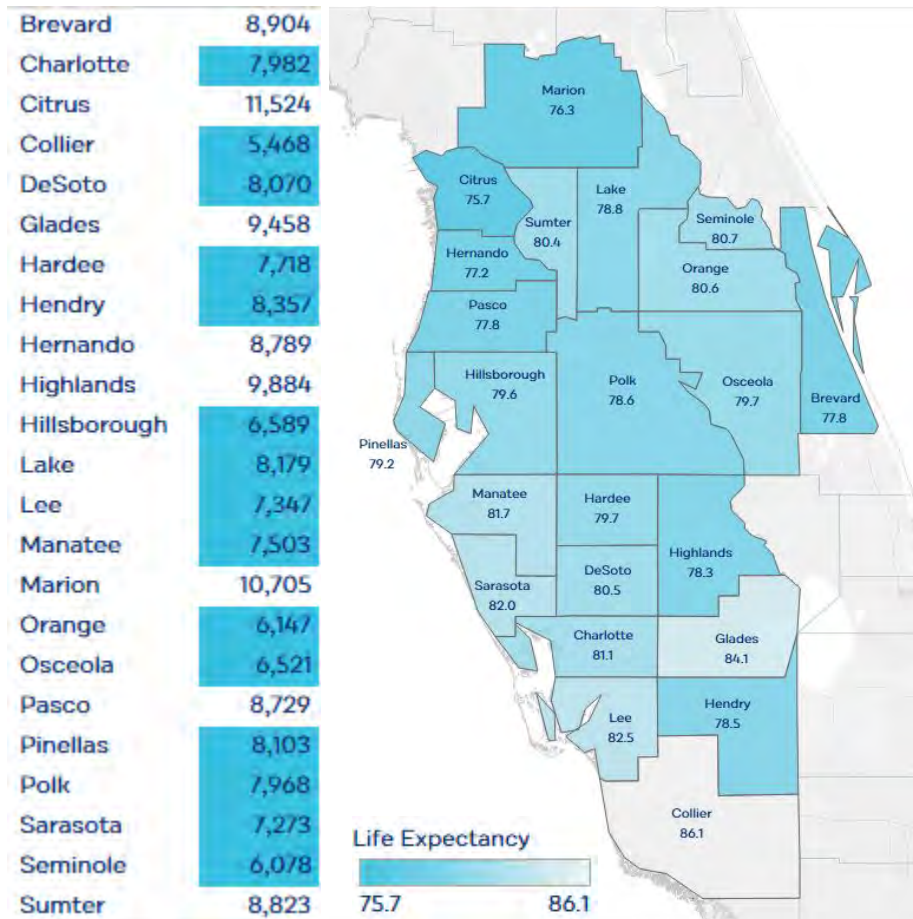 Brevard 8,904
Charlotte 7,982
Citrus 11,524
Collier 5,468
DeSoto 8,070
Glades 9,458
Hardee 7,718
Hendry 8,357
Hernando 8,789
Highlands 9,884
Hillsborough 6,589
Lake 8,179
Lee 7,347
Manatee 7,503
Marion 10,705
Orange 6,147
Osceola 6,521
Pasco 8,729
Pinellas 8,103
Polk 7,968
Sarasota 7,273
Seminole 6,078
Sumter 8,823
Marion
76.3
Citrus
75.7
Sumter
80.4
Lake
78.8
Seminole
80.7
Hernando
77.2
Orange
80.6
Pasco
77.8
Hillsborough
79.6
Polk
78.6
Osceola
79.7
Brevard
77.8
Pinellas
79.2
Manatee
81.7
Hardee
79.7
Highlands
78.3
DeSoto
80.5
Sarasota
82.0
Charlotte
81.1
Glades
84.1
Hendry
78.5
Lee
82.5
Collier
86.1
Life Expectancy
75.7 86.1